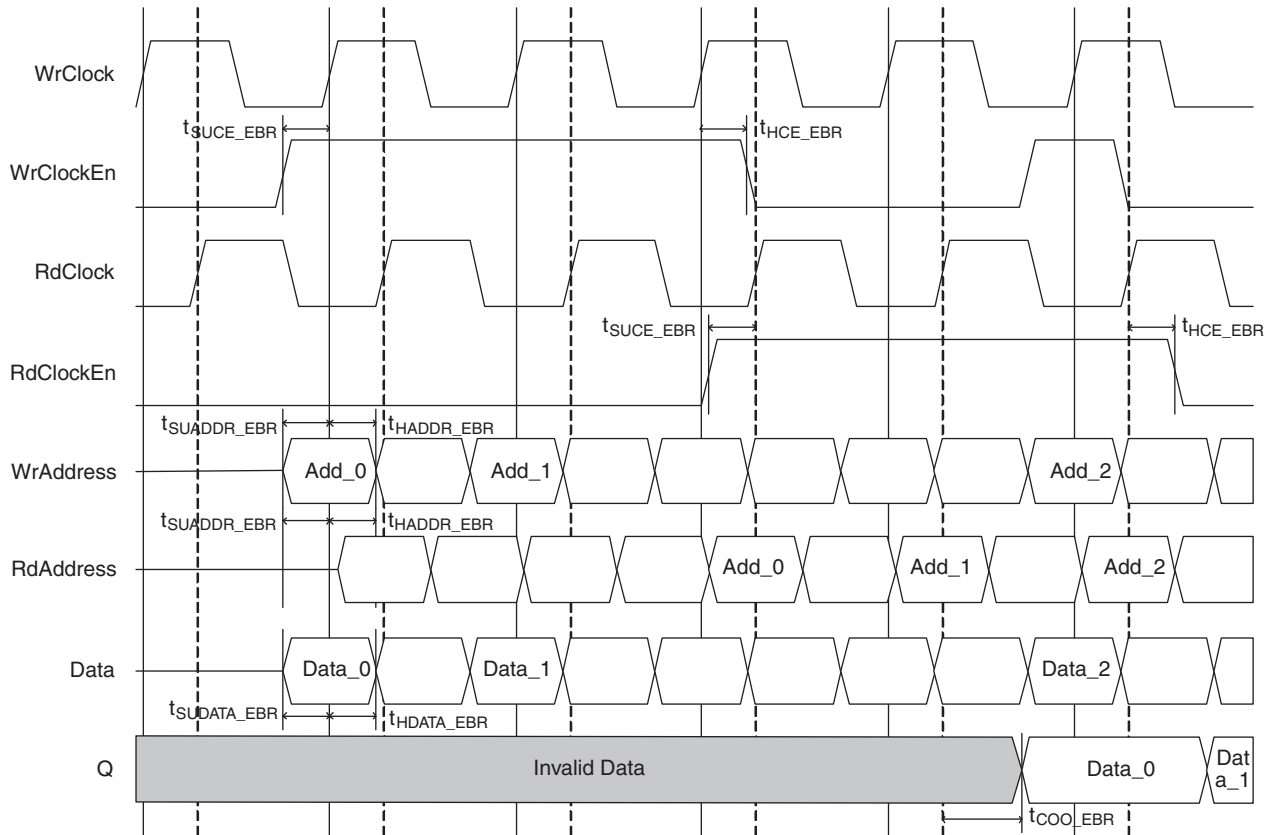 WrClock
tSUCE_EBR tHCE_EBR
WrClockEn
RdClock
tSUCE_EBR tHCE_EBR
RdClockEn
tSUADDR_EBR tHADDR_EBR
WrAddress Add_0 Add_1 Add_2
tSUADDR_EBR tHADDR_EBR
RdAddress Add_0 Add_1 Add_2
Data Data_0 Data_1 Data_2
tSUDATA_EBR tHDATA_EBR
Q Invalid Data Data_0 Dat
a_1
tCOO_EBR